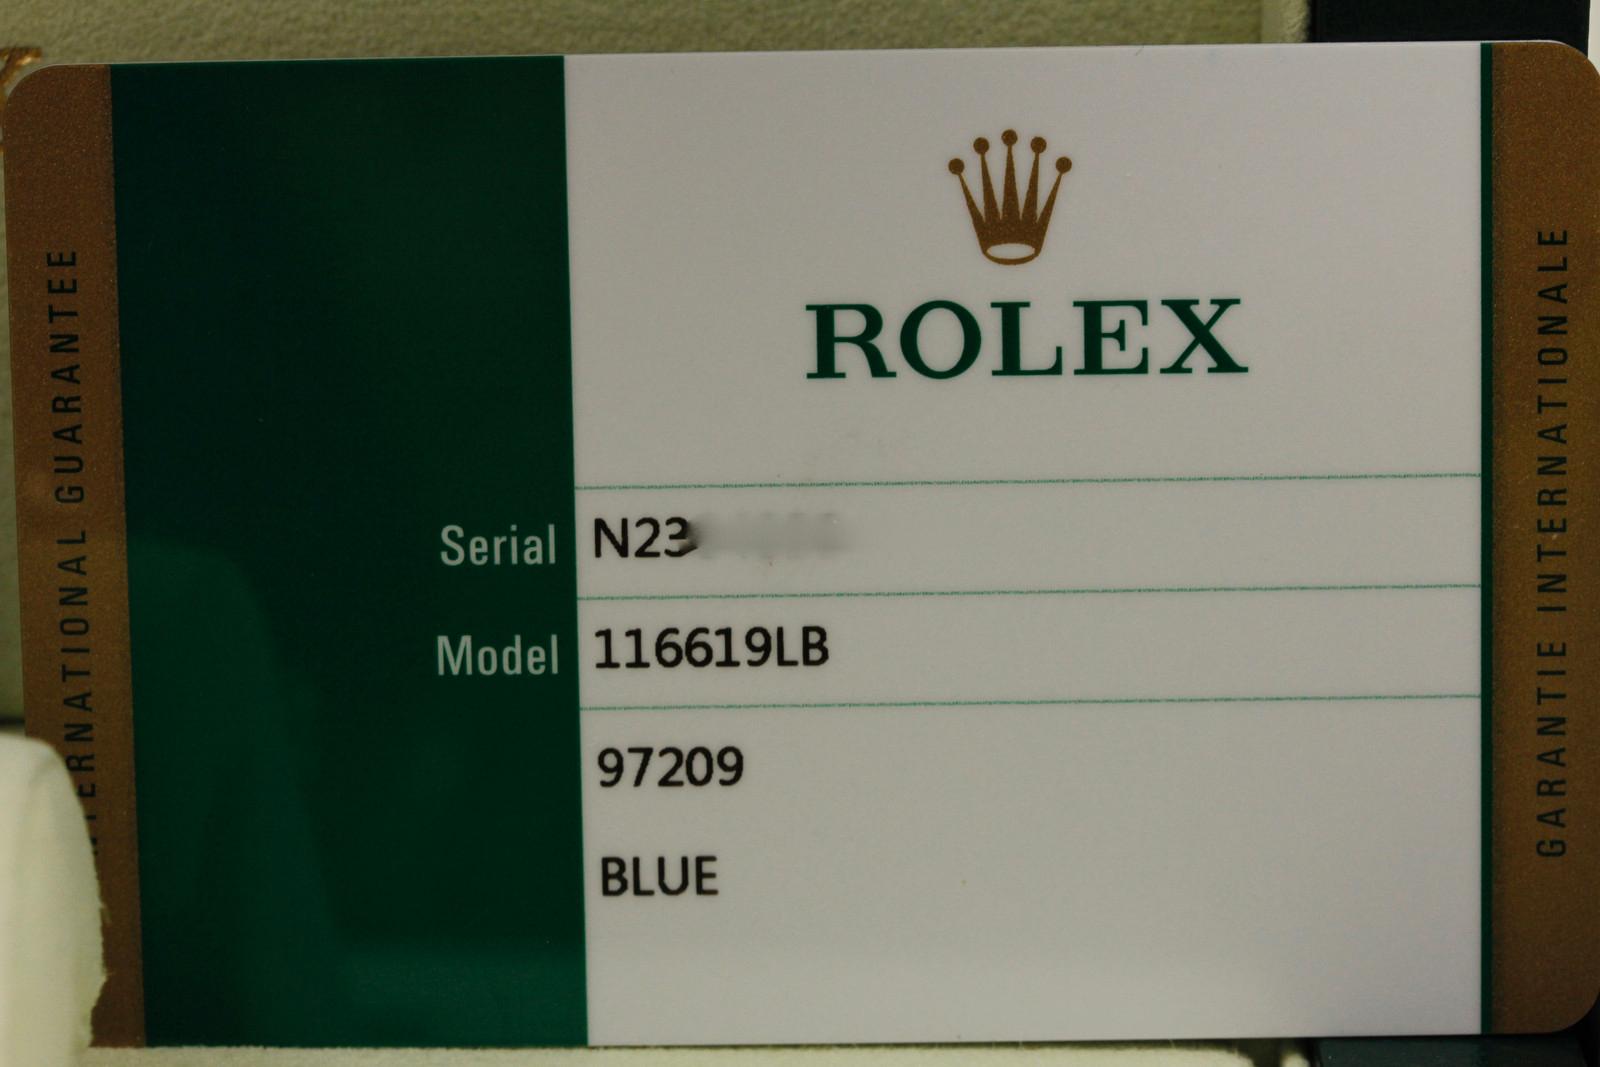 INTERNATIONAL GUARANTEE
ROLEX
Serial N23
Model 116619LB
97209
BLUE
GARANTIE INTERNATIONALE